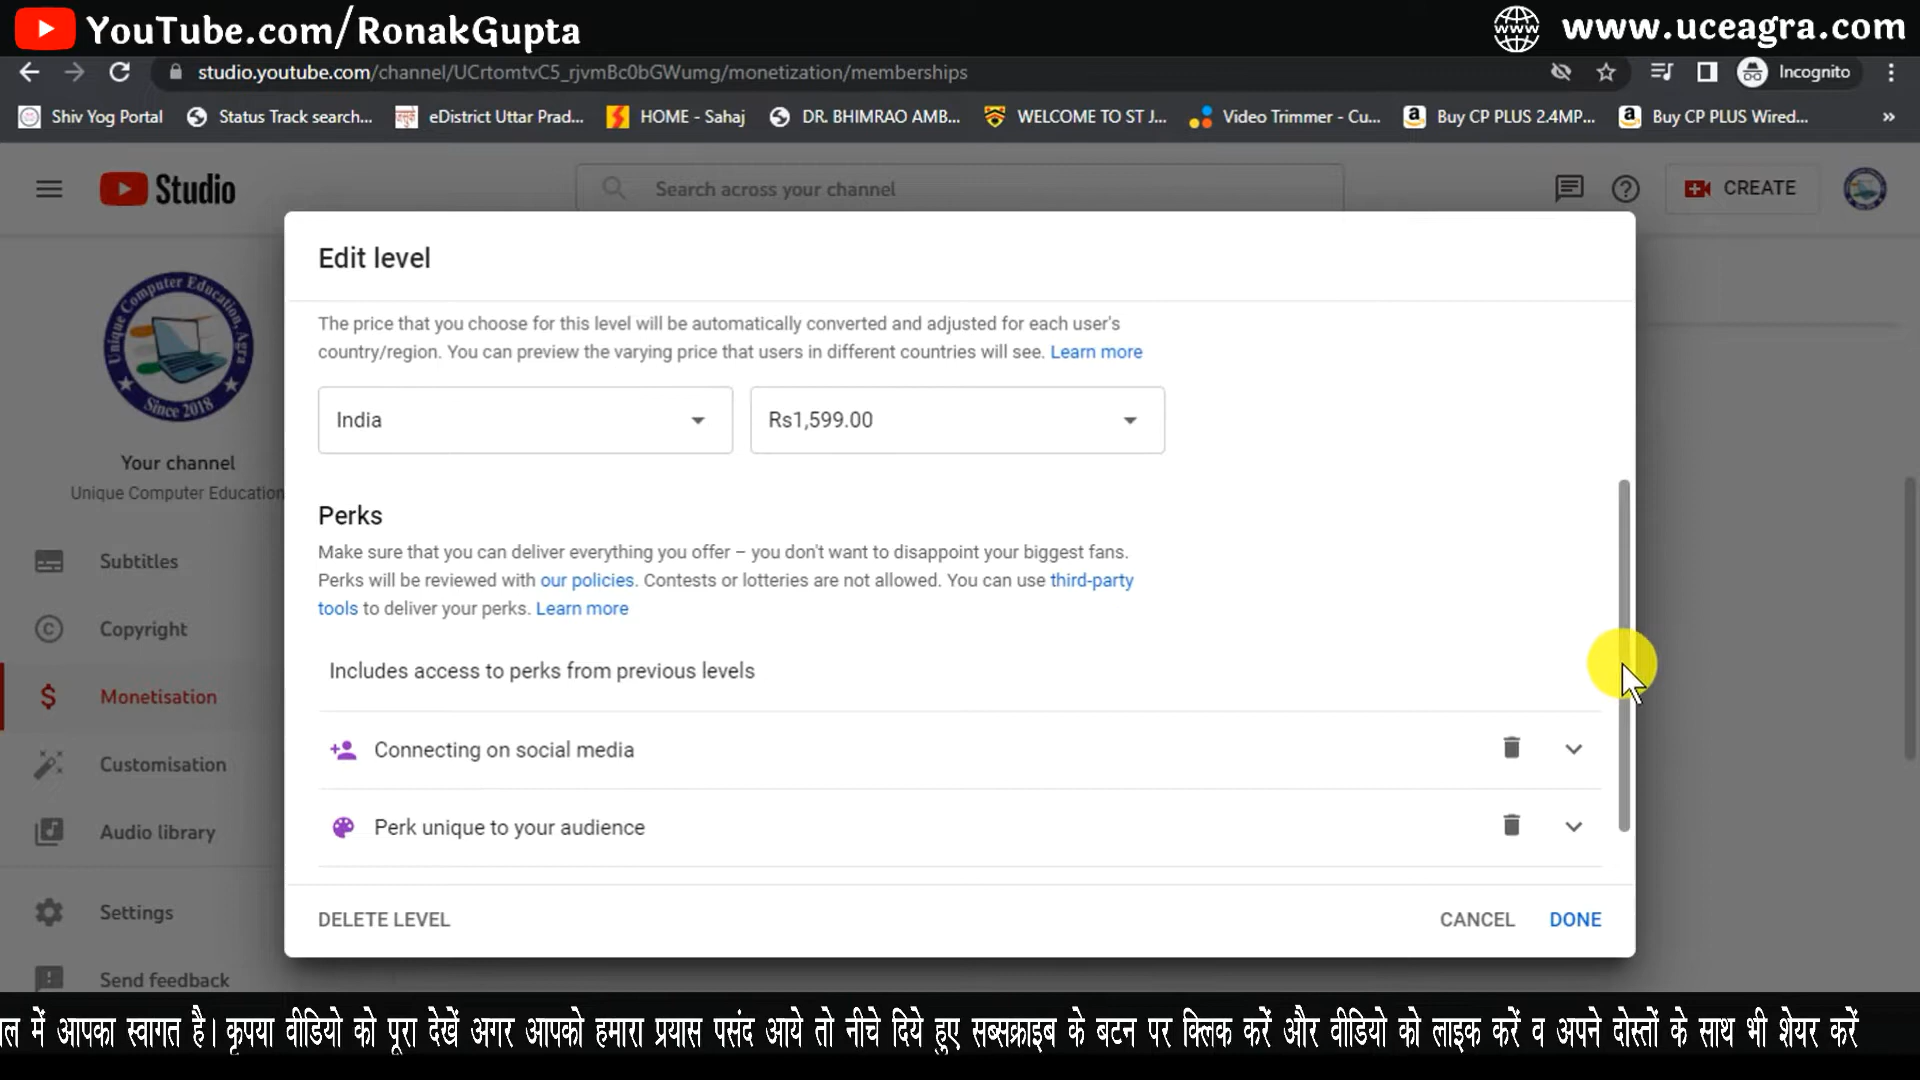 YouTube.com/RonakGupta
www.uceagra.com
studio.youtube.com/channel/UCrtomtvC5_rjvmBc0bGWumg/monetization/memberships
Incognito
Shiv Yog Portal
Status Track search...
eDistrict Uttar Prad...
HOME - Sahaj
DR. BHIMRAO AMB...
WELCOME TO ST J...
Video Trimmer - Cu...
Buy CP PLUS 2.4MP...
Buy CP PLUS Wired...
Studio
Search across your channel
CREATE
Edit level
The price that you choose for this level will be automatically converted and adjusted for each user's
country/region. You can preview the varying price that users in different countries will see. Learn more
India
Rs1,599.00
Perks
Make sure that you can deliver everything you offer – you don't want to disappoint your biggest fans.
Perks will be reviewed with our policies. Contests or lotteries are not allowed. You can use third-party
tools to deliver your perks. Learn more
Includes access to perks from previous levels
Connecting on social media
Perk unique to your audience
DELETE LEVEL
CANCEL
DONE
Unique Computer Education, Agra
Since 2018
Your channel
Unique Computer Education
Subtitles
Copyright
Monetisation
Customisation
Audio library
Settings
Send feedback
ल में आपका स्वागत है। कृपया वीडियो को पूरा देखें अगर आपको हमारा प्रयास पसंद आये तो नीचे दिये हुए सब्सक्राइब के बटन पर क्लिक करें और वीडियो को लाइक करें व अपने दोस्तों के साथ भी शेयर करें